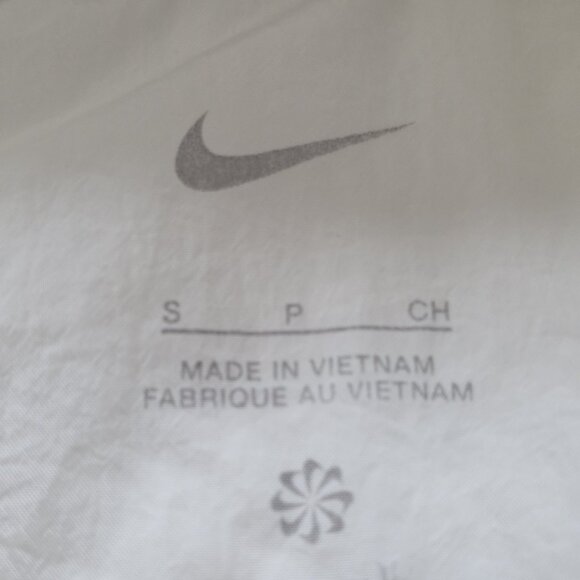 S P CH
MADE IN VIETNAM
FABRIQUE AU VIETNAM